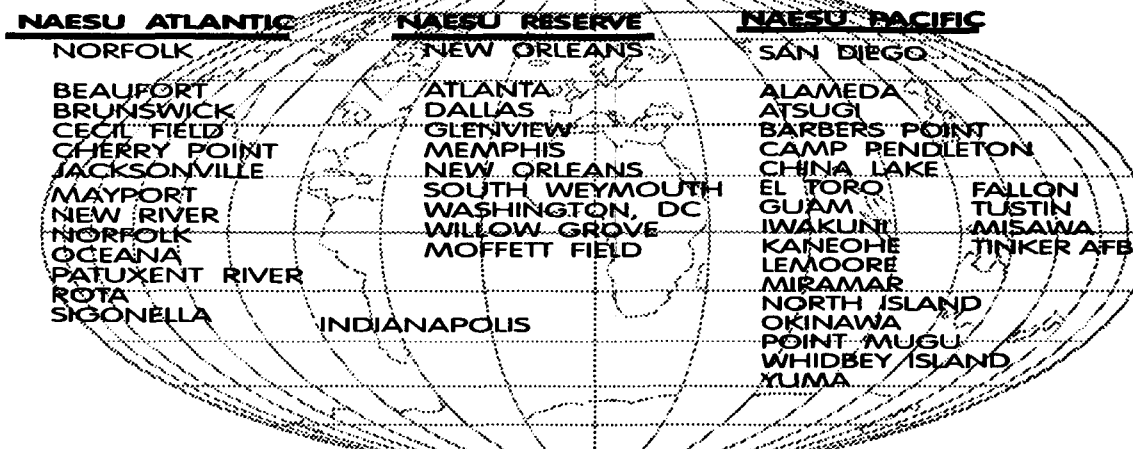 NAESU ATLANTIC
NORFOLK
BEAUFORT
BRUNSWICK
CECIL FIELD
CHERRY POINT
JACKSONVILLE
MAYPORT
NEW RIVER
NORFOLK
OCEANA
PATUXENT RIVER
ROTA
SIGONELLA
INDIANAPOLIS
NAESU RESERVE
NEW ORLEANS
ATLANTA
DALLAS
GLENVIEW
MEMPHIS
NEW ORLEANS
SOUTH WEYMOUTH
WASHINGTON, DC
WILLOW GROVE
MOFFETT FIELD
NAESU PACIFIC
SAN DIEGO
ALAMEDA
ATSUGI
BARBERS POINT
CAMP PENDLETON
CHINA LAKE
EL TORO
GUAM
IWAKUNI
KANEOHE
LEMOORE
MIRAMAR
NORTH ISLAND
OKINAWA
POINT MUGU
WHIDBEY ISLAND
YUMA
FALLON
TUSTIN
MISAWA
TINKER AFB